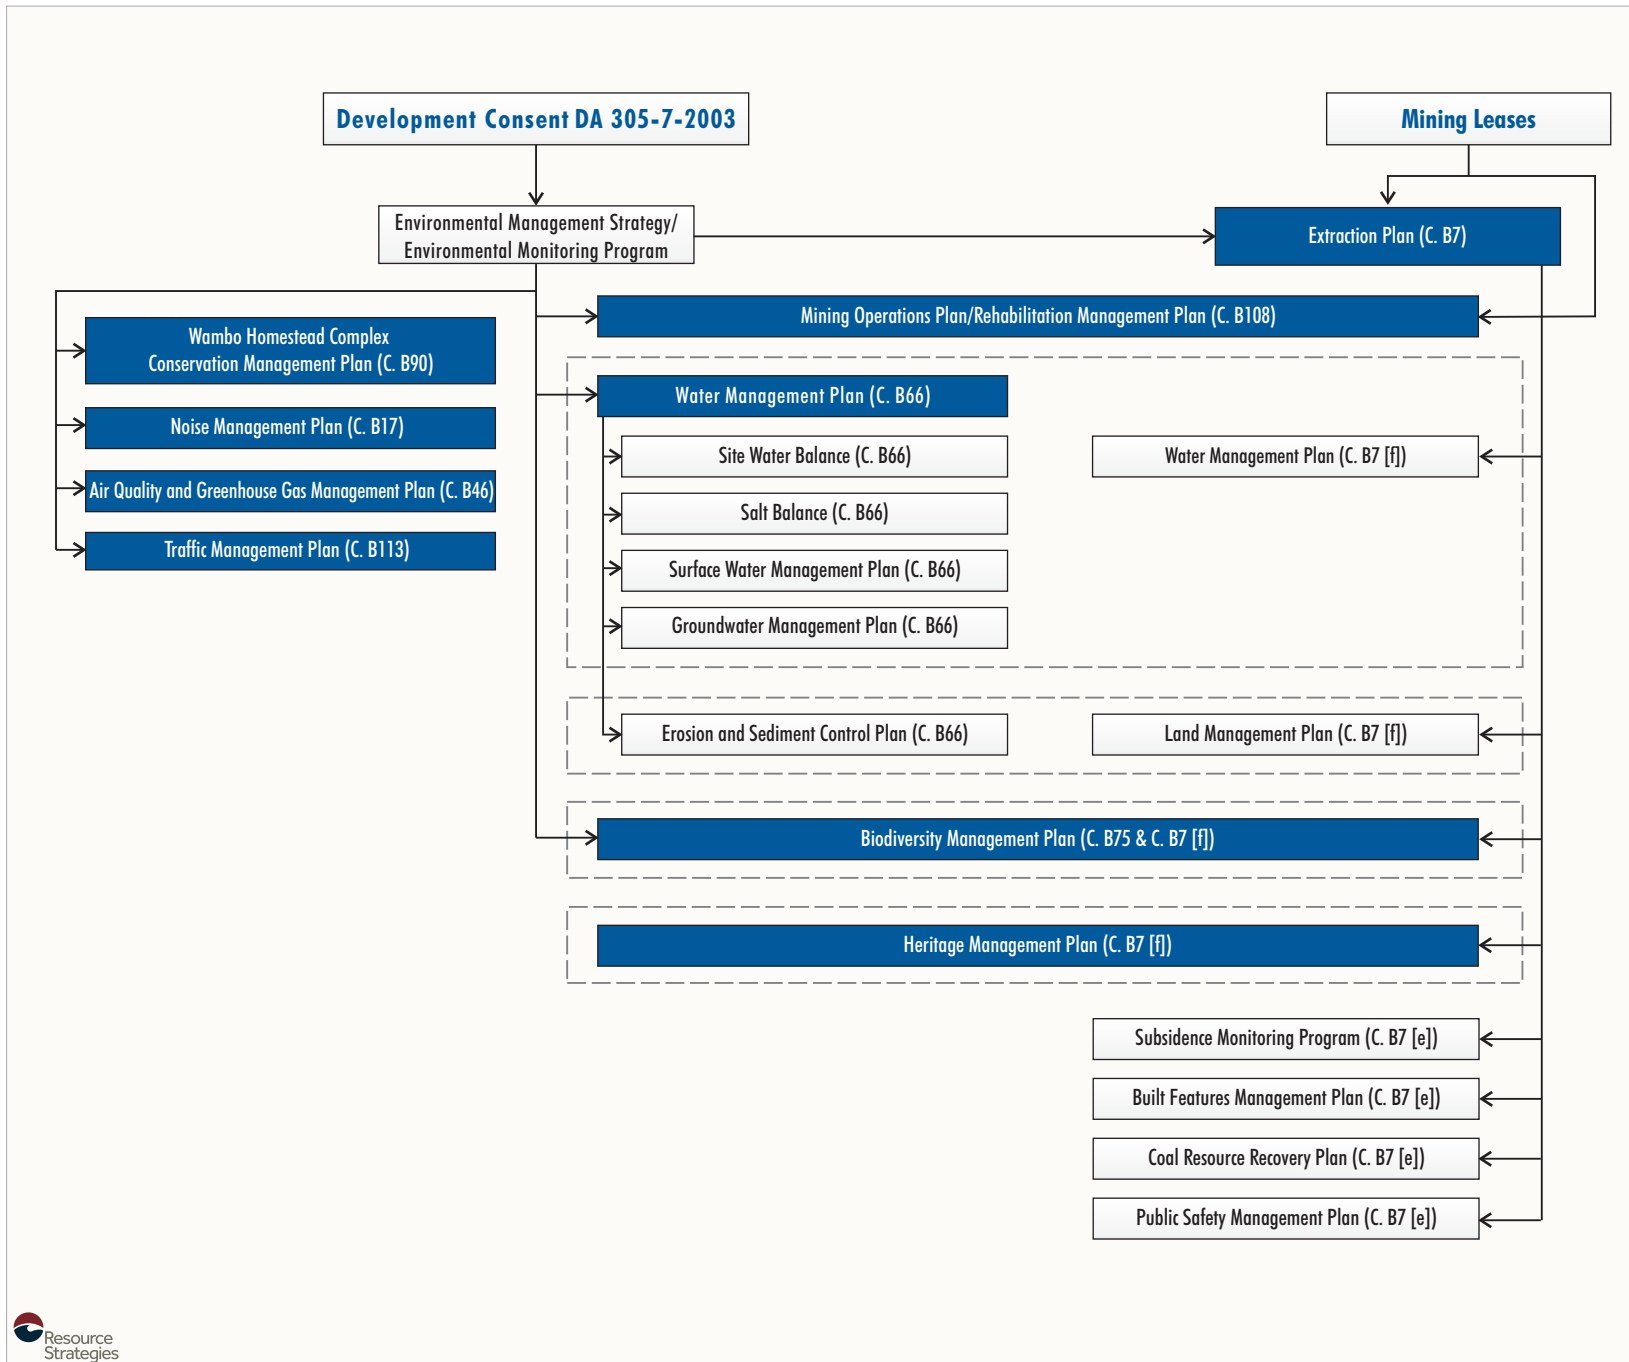 Development Consent DA 305-7-2003
Mining Leases
Environmental Management Strategy/
Environmental Monitoring Program
Extraction Plan (C. B7)
Mining Operations Plan/Rehabilitation Management Plan (C. B108)
Wambo Homestead Complex
Conservation Management Plan (C. B90)
Noise Management Plan (C. B17)
Air Quality and Greenhouse Gas Management Plan (C. B46)
Traffic Management Plan (C. B113)
Water Management Plan (C. B66)
Site Water Balance (C. B66)
Water Management Plan (C. B7 [f])
Salt Balance (C. B66)
Surface Water Management Plan (C. B66)
Groundwater Management Plan (C. B66)
Erosion and Sediment Control Plan (C. B66)
Land Management Plan (C. B7 [f])
Biodiversity Management Plan (C. B75 & C. B7 [f])
Heritage Management Plan (C. B7 [f])
Subsidence Monitoring Program (C. B7 [e])
Built Features Management Plan (C. B7 [e])
Coal Resource Recovery Plan (C. B7 [e])
Public Safety Management Plan (C. B7 [e])
Resource
Strategies